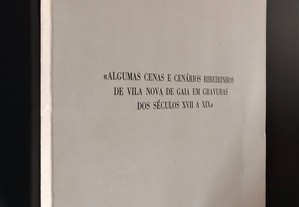 «ALGUMAS CENAS E CENÁRIOS RIBEIRINHOS
DE VILA NOVA DE GAIA EM GRAVURAS
DOS SÉCULOS XVII A XIX»